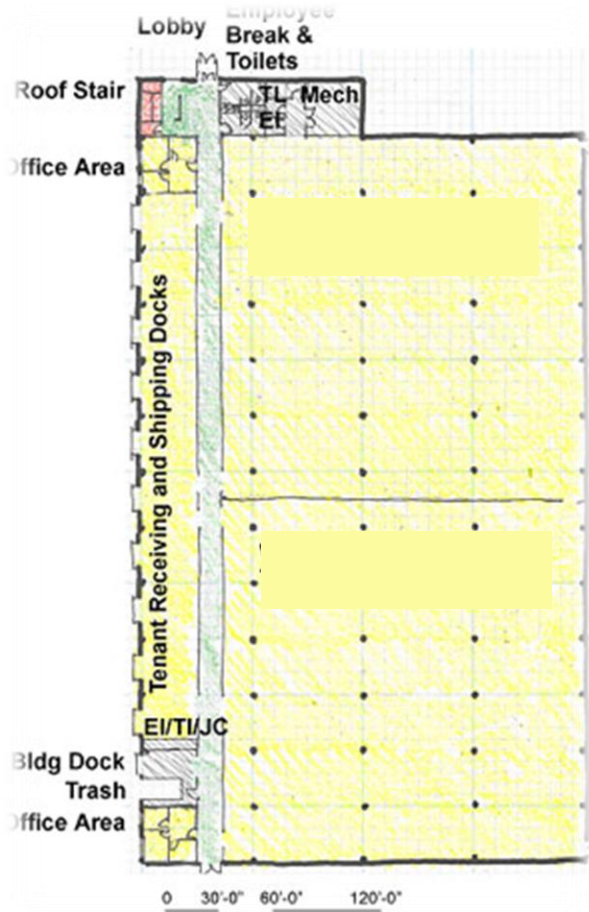 Lobby
Employee
Break &
Toilets
Roof Stair
TL
Mech
El
Office Area
Tenant Receiving and Shipping Docks
El/Tl/JC
Bldg Dock
Trash
Office Area
0 30'-0" 60'-0" 120'-0"